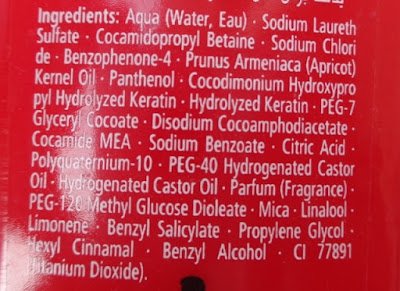 Ingredients: Aqua (Water, Eau) · Sodium Laureth
Sulfate · Cocamidopropyl Betaine · Sodium Chlori
de · Benzophenone-4 · Prunus Armeniaca (Apricot)
Kernel Oil · Panthenol · Cocodimonium Hydroxypro
pyl Hydrolyzed Keratin · Hydrolyzed Keratin · PEG-7
Glyceryl Cocoate · Disodium Cocoamphodiacetate ·
Cocamide MEA · Sodium Benzoate · Citric Acid ·
Polyquaternium-10 · PEG-40 Hydrogenated Castor
Oil · Hydrogenated Castor Oil · Parfum (Fragrance) ·
PEG-120 Methyl Glucose Dioleate · Mica · Linalool ·
Limonene · Benzyl Salicylate · Propylene Glycol ·
Hexyl Cinnamal · Benzyl Alcohol · CI 77891
(Titanium Dioxide).